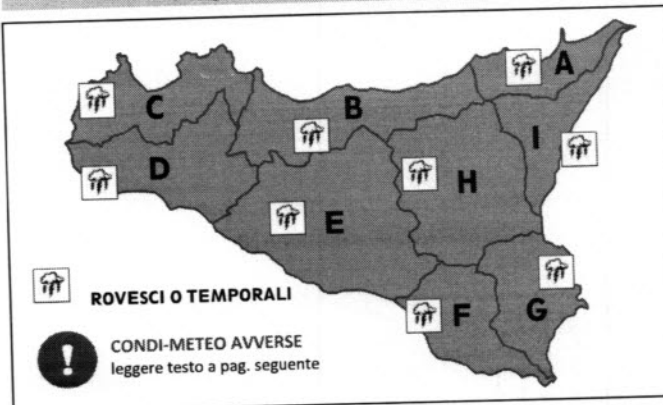 A
C
B
I
D
H
E
F
G
ROVESCI O TEMPORALI
!
CONDI-METEO AVVERSE
leggere testo a pag. seguente